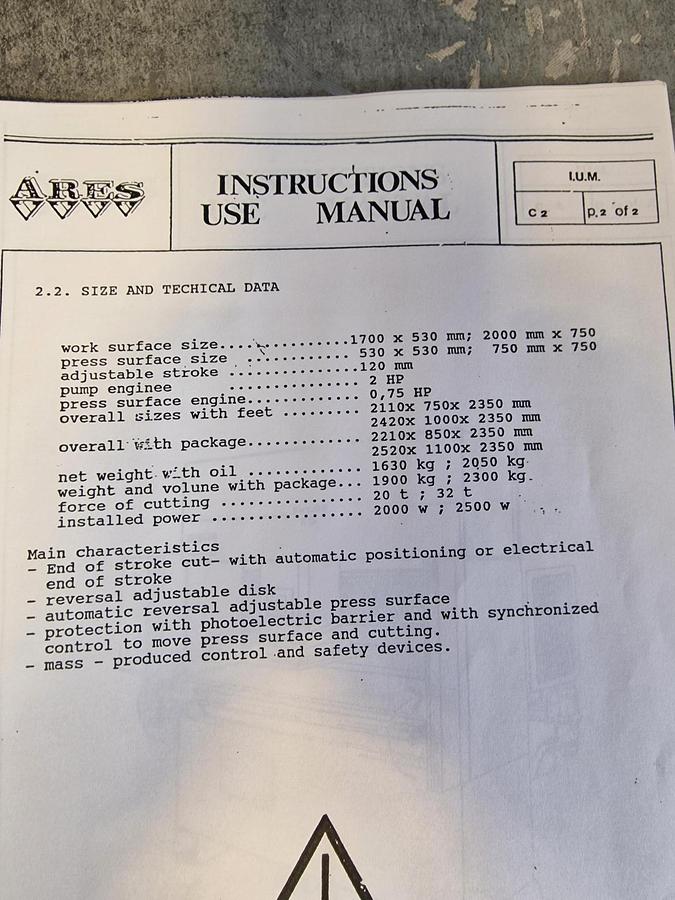 ARES
INSTRUCTIONS
USE MANUAL
I.U.M.
C 2
p.2 of 2
2.2. SIZE AND TECHICAL DATA
work surface size................1700 x 530 mm; 2000 mm x 750
press surface size ............ 530 x 530 mm; 750 mm x 750
adjustable stroke ...............120 mm
pump enginee ............... 2 HP
press surface engine............ 0,75 HP
overall sizes with feet ......... 2110x 750x 2350 mm
2420x 1000x 2350 mm
overall with package............. 2210x 850x 2350 mm
2520x 1100x 2350 mm
net weight with oil ............. 1630 kg ; 2050 kg
weight and volune with package... 1900 kg ; 2300 kg.
force of cutting ................ 20 t ; 32 t
installed power ................. 2000 w ; 2500 w
Main characteristics
- End of stroke cut- with automatic positioning or electrical
end of stroke
- reversal adjustable disk
- automatic reversal adjustable press surface
- protection with photoelectric barrier and with synchronized
control to move press surface and cutting.
- mass - produced control and safety devices.